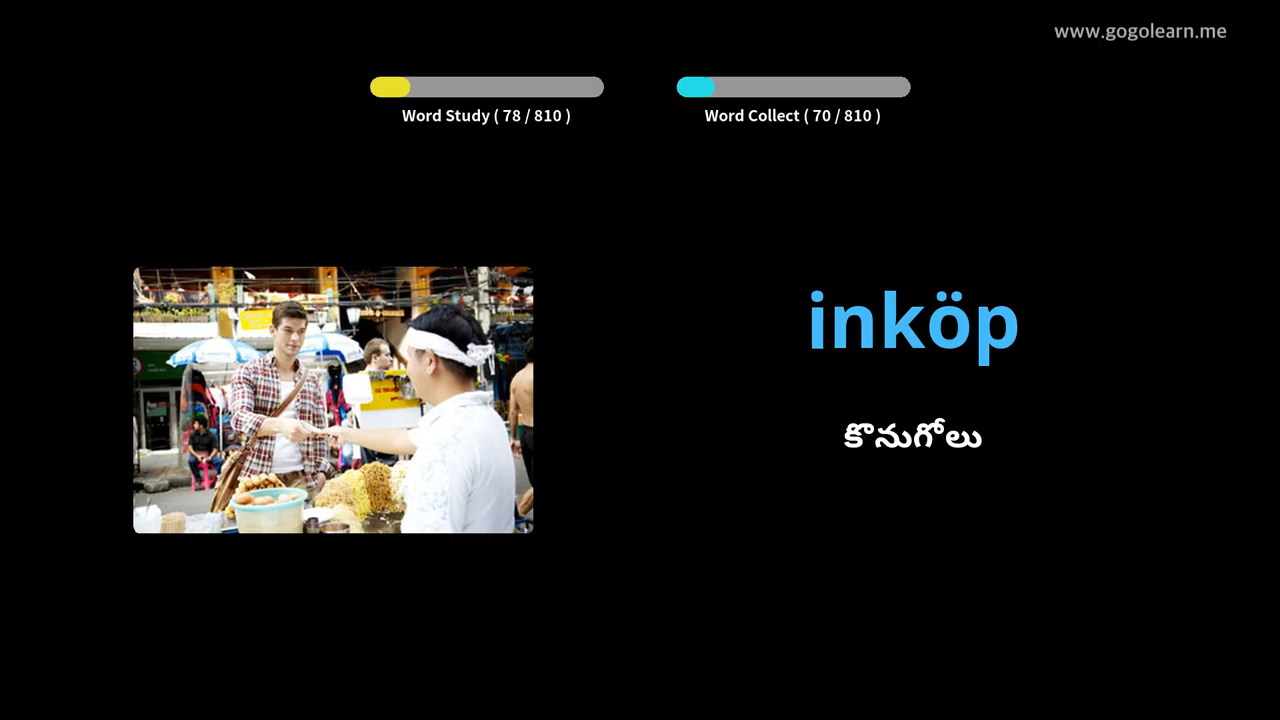 www.gogolearn.me
Word Study ( 78 / 810 )
Word Collect ( 70 / 810 )
inköp
కొనుగోలు